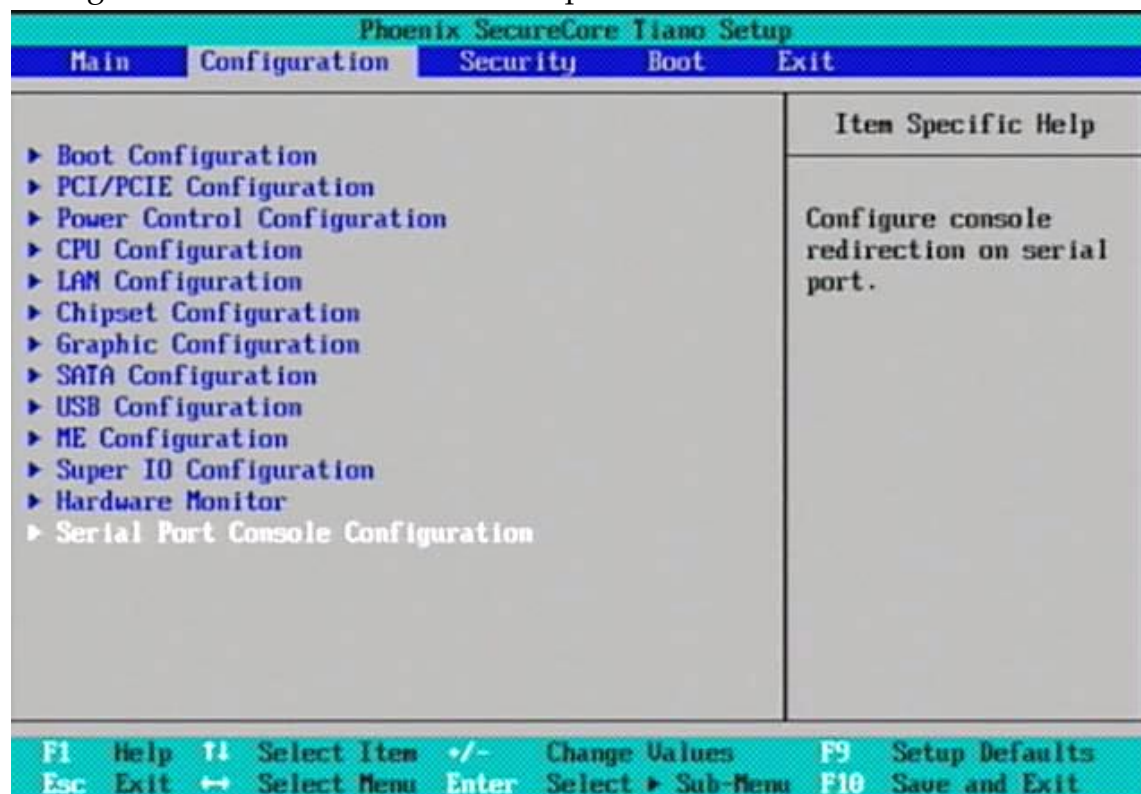 Phoenix SecureCore Tiano Setup
Main Configuration Security Boot Exit
Item Specific Help
► Boot Configuration
► PCI/PCIE Configuration
► Power Control Configuration
► CPU Configuration
► LAN Configuration
► Chipset Configuration
► Graphic Configuration
► SATA Configuration
► USB Configuration
► ME Configuration
► Super IO Configuration
► Hardware Monitor
► Serial Port Console Configuration
Configure console
redirection on serial
port.
F1 Help ↑↓ Select Item +/- Change Values F9 Setup Defaults
Esc Exit ↔ Select Menu Enter Select ► Sub-Menu F10 Save and Exit